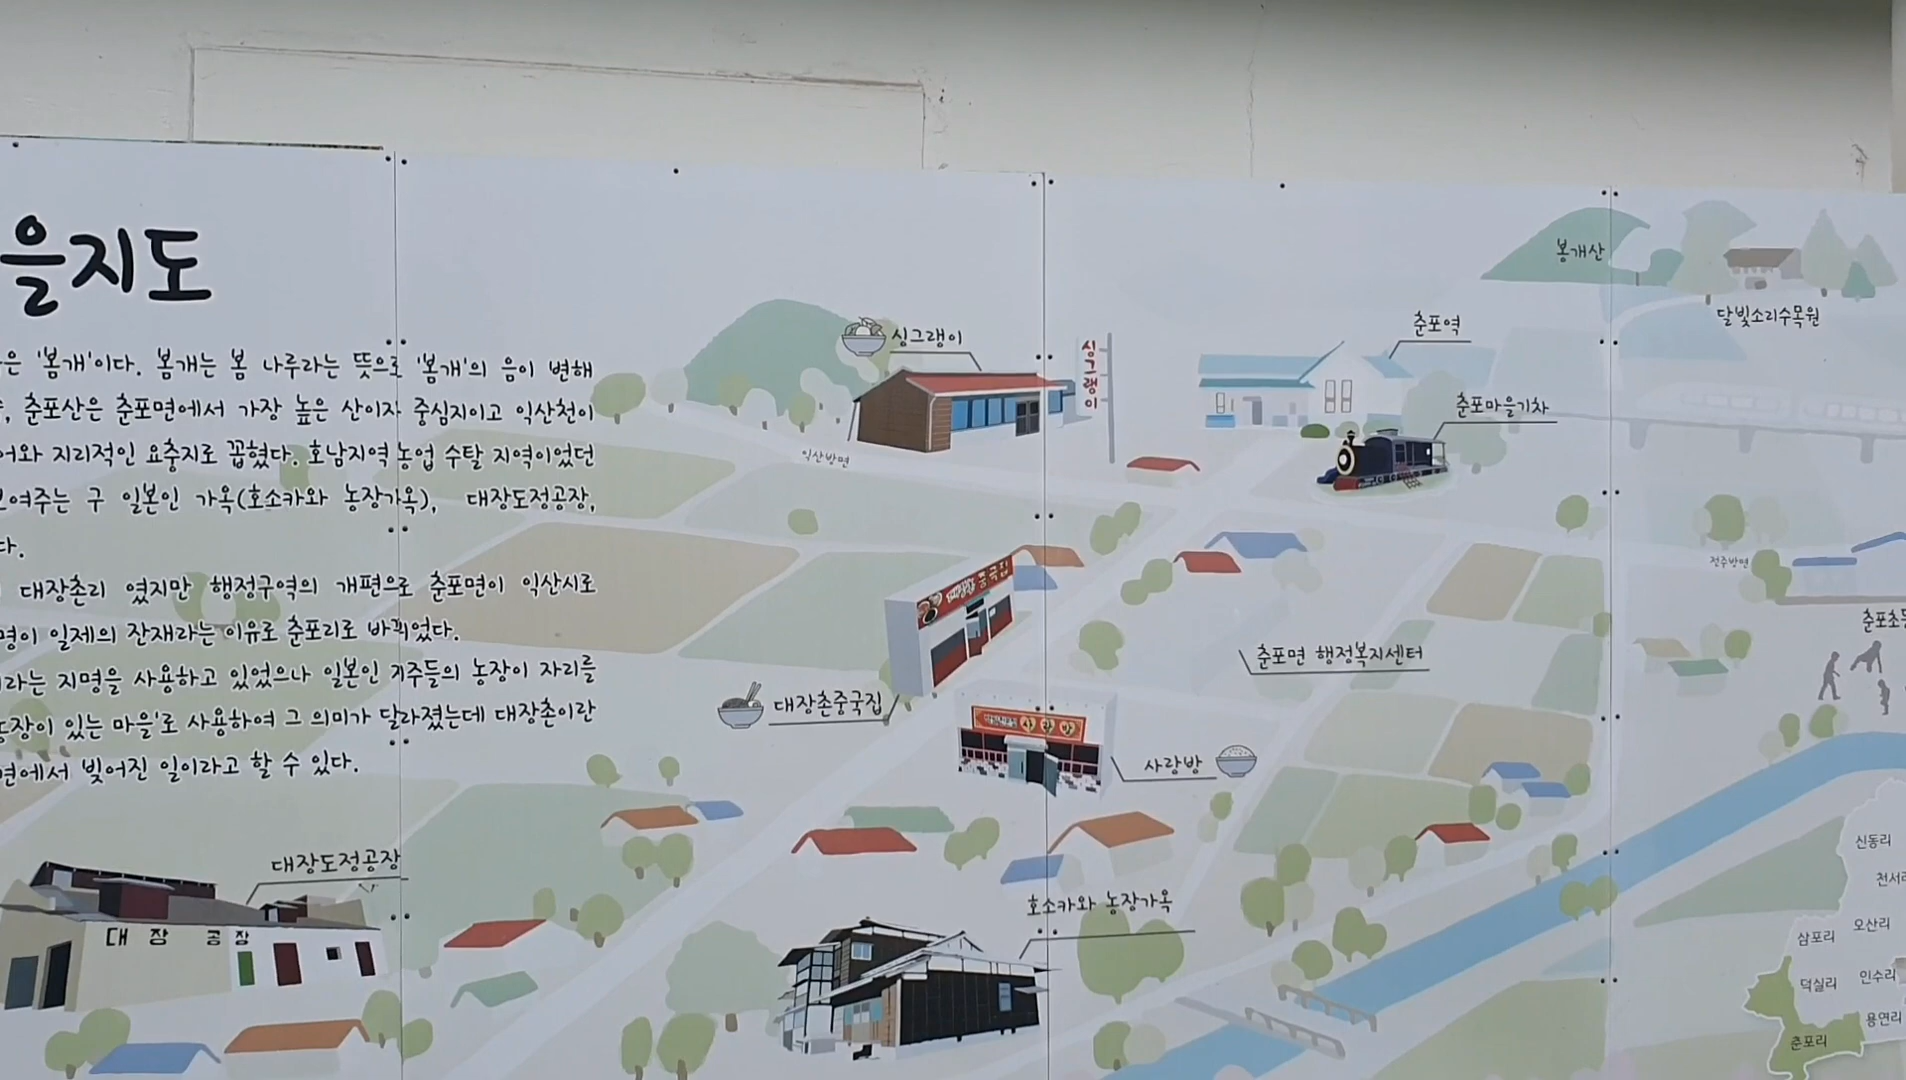 을지도
은 '봄개'이다. 봄개는 봄 나루라는 뜻으로 '봄개'의 음이 변해
춘포산은 춘포면에서 가장 높은 산이자 중심지이고 익산천이
어와 지리적인 요충지로 꼽혔다. 호남지역 농업 수탈 지역이었던
보여주는 구 일본인 가옥(호소카와 농장가옥), 대장도정공장,
다.
대장촌리 였지만 행정구역의 개편으로 춘포면이 익산시로
명이 일제의 잔재라는 이유로 춘포리로 바뀌었다.
라는 지명을 사용하고 있었으나 일본인 지주들의 농장이 자리를
농장이 있는 마을'로 사용하여 그 의미가 달라졌는데 대장촌이란
면에서 빚어진 일이라고 할 수 있다.
봉개산
달빛소리수목원
싱그랭이
싱그랭이
춘포역
춘포마을기차
익산방면
전주방면
춘포초등
춘포면 행정복지센터
대장촌중국집
사랑방
사랑방
대장도정공장
대장 공장
호소카와 농장가옥
신동리
천서리
오산리
삼포리
인수리
덕실리
용연리
춘포리